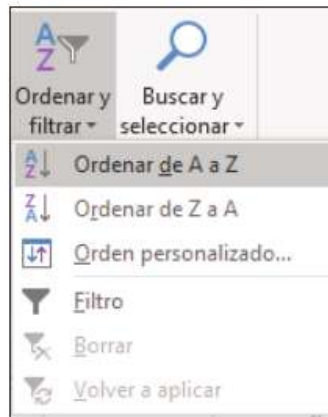 Ordenar y Buscar y
filtrar seleccionar
Ordenar de A a Z
Ordenar de Z a A
Orden personalizado...
Filtro
Borrar
Volver a aplicar